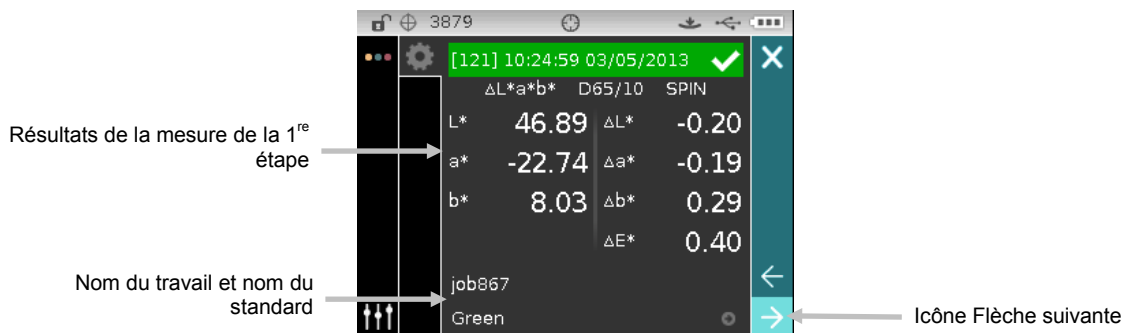 3879
[121] 10:24:59 03/05/2013
ΔL*a*b* D65/10 SPIN
L* 46.89 ΔL* -0.20
a* -22.74 Δa* -0.19
b* 8.03 Δb* 0.29
ΔE* 0.40
job867
Green
Résultats de la mesure de la 1re
étape
Nom du travail et nom du
standard
Icône Flèche suivante